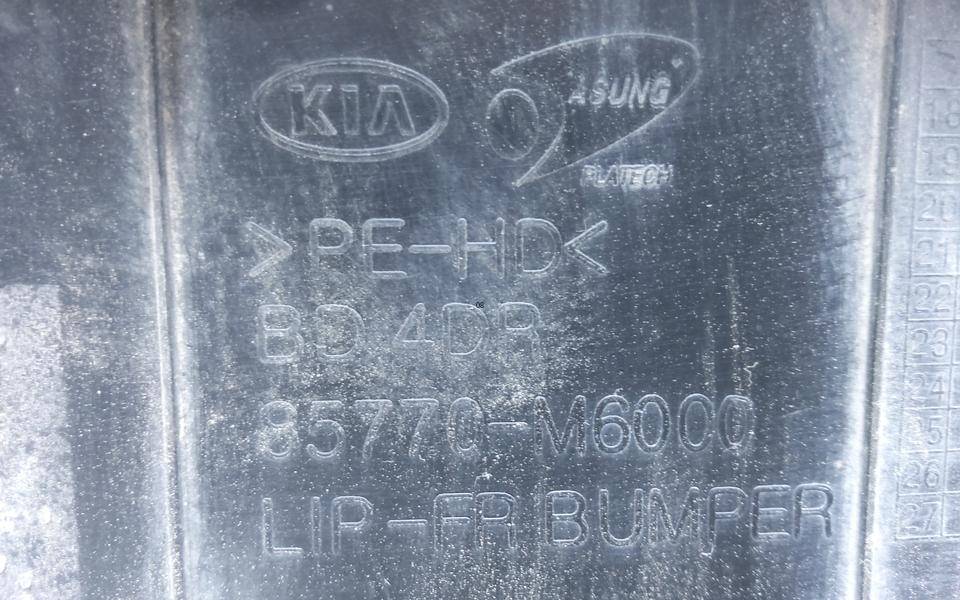 KIA ASUNG
PLATECH
>PE-HD<
BD 4DR
08
85770-M6000
LIP-FR BUMPER
18
19
20
21
22
23
24
25
26
27